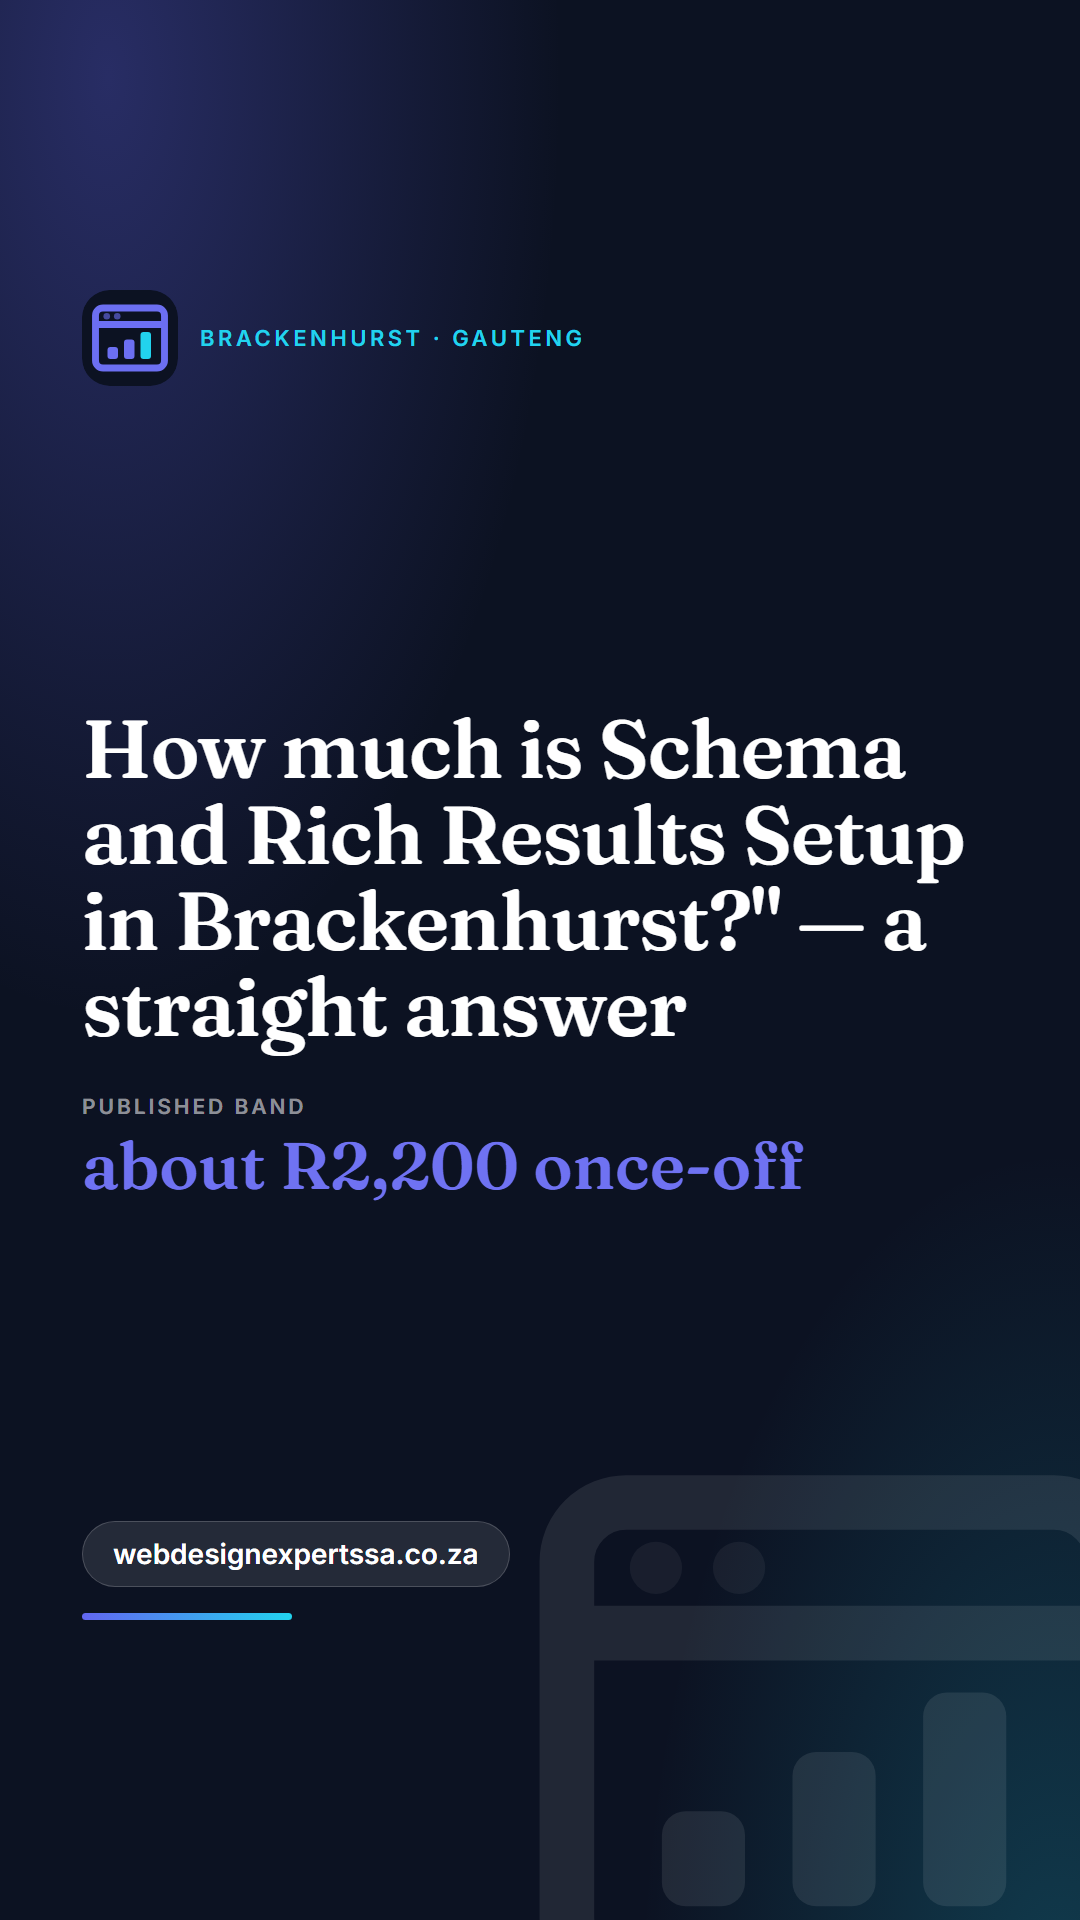 BRACKENHURST · GAUTENG
How much is Schema
and Rich Results Setup
in Brackenhurst?" — a
straight answer
PUBLISHED BAND
about R2,200 once-off
webdesignexpertssa.co.za